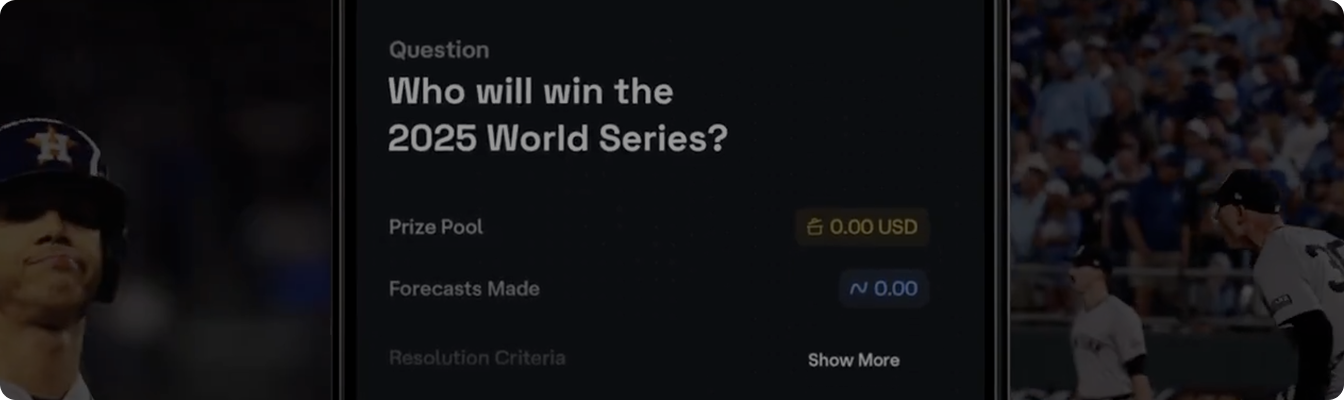 Question
Who will win the
2025 World Series?
Prize Pool
0.00 USD
Forecasts Made
0.00
Resolution Criteria
Show More